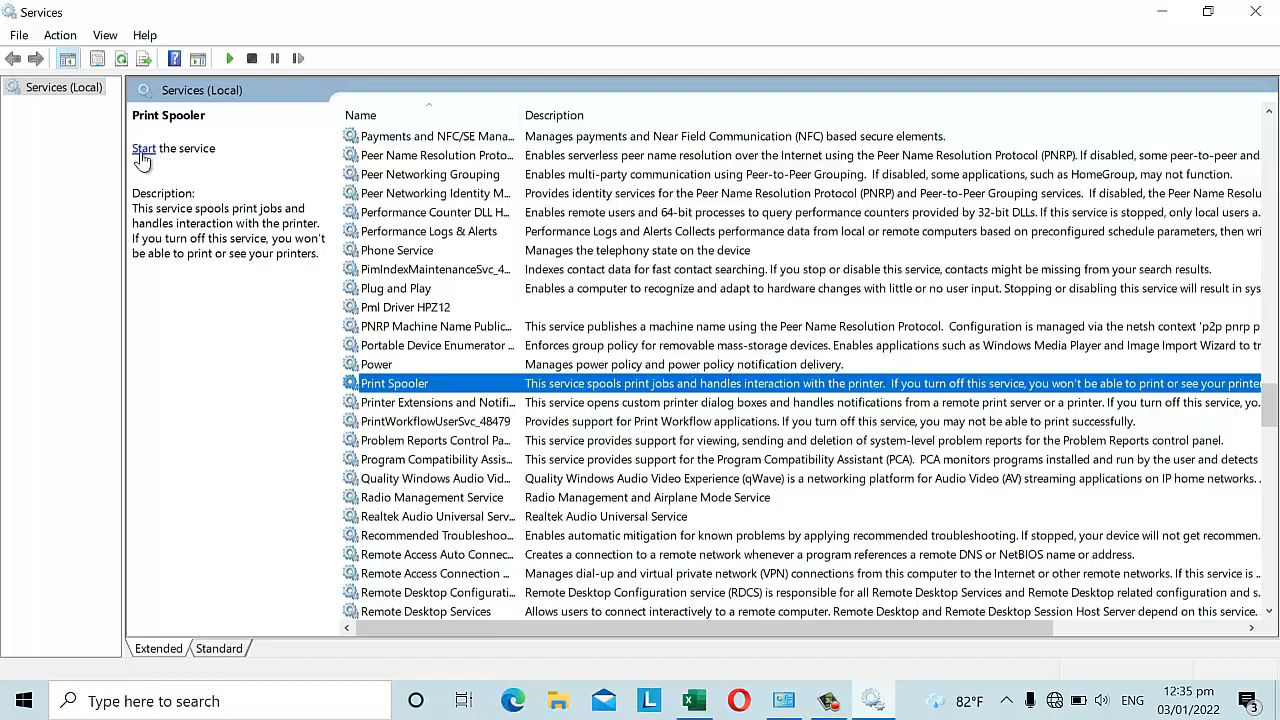 Services
File Action View Help
Services (Local)
Services (Local)
Print Spooler
Start the service
Description:
This service spools print jobs and
handles interaction with the printer.
If you turn off this service, you won't
be able to print or see your printers.
Name Description
Payments and NFC/SE Mana... Manages payments and Near Field Communication (NFC) based secure elements.
Peer Name Resolution Proto... Enables serverless peer name resolution over the Internet using the Peer Name Resolution Protocol (PNRP). If disabled, some peer-to-peer and
Peer Networking Grouping Enables multi-party communication using Peer-to-Peer Grouping. If disabled, some applications, such as HomeGroup, may not function.
Peer Networking Identity M... Provides identity services for the Peer Name Resolution Protocol (PNRP) and Peer-to-Peer Grouping services. If disabled, the Peer Name Resolu
Performance Counter DLL H... Enables remote users and 64-bit processes to query performance counters provided by 32-bit DLLs. If this service is stopped, only local users a...
Performance Logs & Alerts Performance Logs and Alerts Collects performance data from local or remote computers based on preconfigured schedule parameters, then wri
Phone Service Manages the telephony state on the device
PimIndexMaintenanceSvc_4... Indexes contact data for fast contact searching. If you stop or disable this service, contacts might be missing from your search results.
Plug and Play Enables a computer to recognize and adapt to hardware changes with little or no user input. Stopping or disabling this service will result in sys
Pml Driver HPZ12
PNRP Machine Name Public... This service publishes a machine name using the Peer Name Resolution Protocol. Configuration is managed via the netsh context 'p2p pnrp p
Portable Device Enumerator ... Enforces group policy for removable mass-storage devices. Enables applications such as Windows Media Player and Image Import Wizard to tr
Power Manages power policy and power policy notification delivery.
Print Spooler This service spools print jobs and handles interaction with the printer. If you turn off this service, you won't be able to print or see your printe
Printer Extensions and Notifi... This service opens custom printer dialog boxes and handles notifications from a remote print server or a printer. If you turn off this service, yo...
PrintWorkflowUserSvc_48479 Provides support for Print Workflow applications. If you turn off this service, you may not be able to print successfully.
Problem Reports Control Pa... This service provides support for viewing, sending and deletion of system-level problem reports for the Problem Reports control panel.
Program Compatibility Assis... This service provides support for the Program Compatibility Assistant (PCA). PCA monitors programs installed and run by the user and detects
Quality Windows Audio Vid... Quality Windows Audio Video Experience (qWave) is a networking platform for Audio Video (AV) streaming applications on IP home networks. .
Radio Management Service Radio Management and Airplane Mode Service
Realtek Audio Universal Serv... Realtek Audio Universal Service
Recommended Troubleshoo... Enables automatic mitigation for known problems by applying recommended troubleshooting. If stopped, your device will not get recommen.
Remote Access Auto Connec... Creates a connection to a remote network whenever a program references a remote DNS or NetBIOS name or address.
Remote Access Connection ... Manages dial-up and virtual private network (VPN) connections from this computer to the Internet or other remote networks. If this service is ..
Remote Desktop Configurati... Remote Desktop Configuration service (RDCS) is responsible for all Remote Desktop Services and Remote Desktop related configuration and s.
Remote Desktop Services Allows users to connect interactively to a remote computer. Remote Desktop and Remote Desktop Session Host Server depend on this service.
Extended Standard
Type here to search
82°F
ENG
12:35 pm
03/01/2022
3